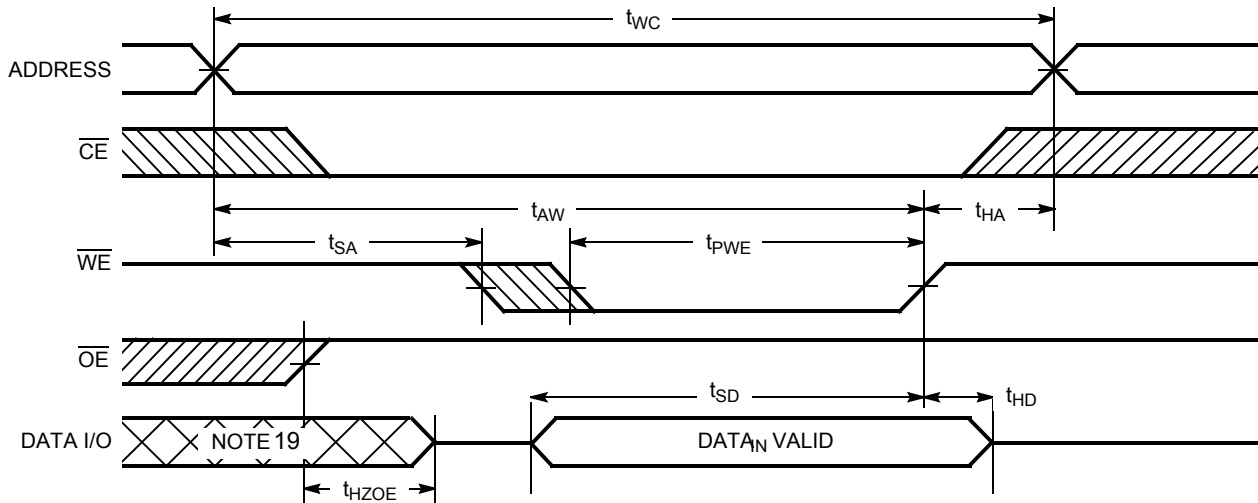 tWC
ADDRESS
CE
tAW
tHA
tSA
tPWE
WE
OE
tSD
tHD
DATA I/O
NOTE 19
DATAIN VALID
tHZOE